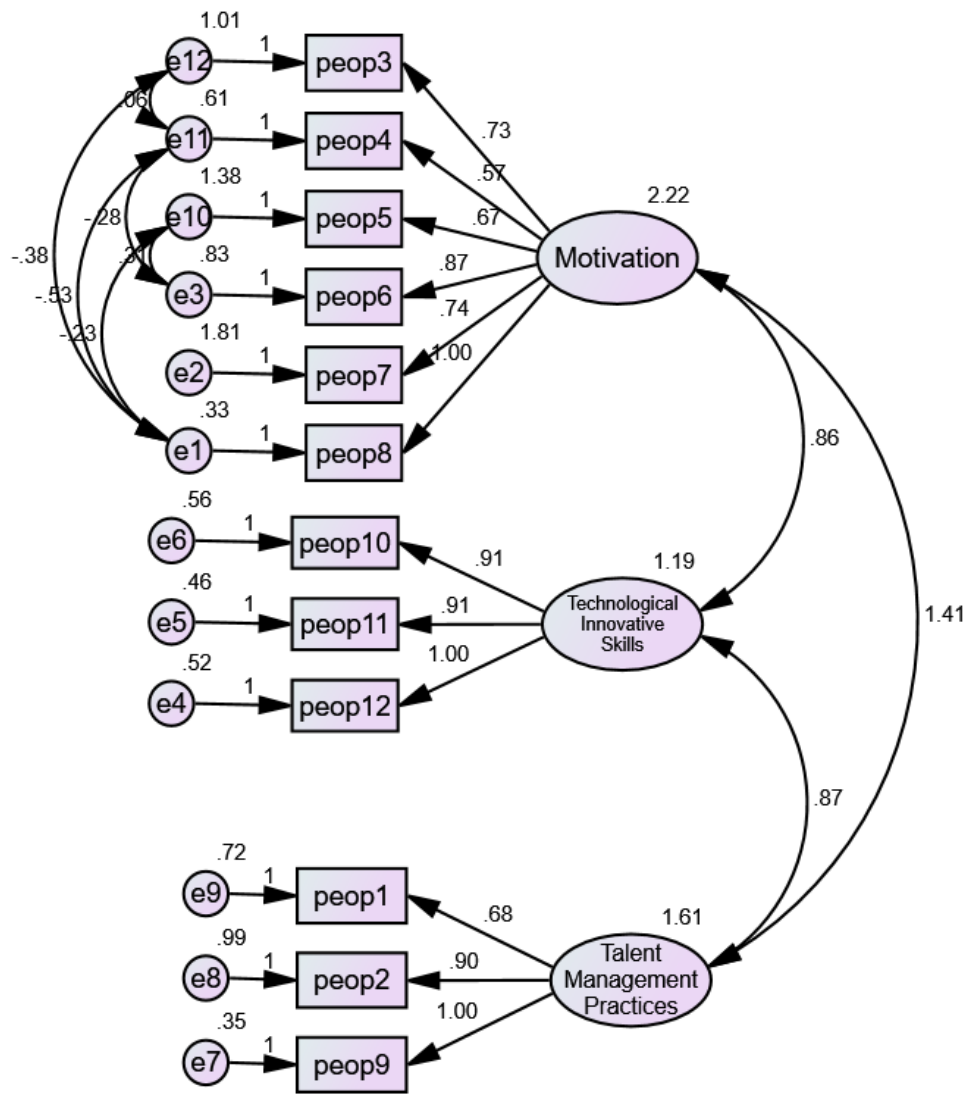 1.01
e12
1
peop3
.06
.61
e11
1
peop4
.73
.57
1.38
e10
1
peop5
.67
2.22
Motivation
-.28
.83
e3
1
peop6
.87
-.38
-.53
-.23
1.81
e2
1
peop7
.74
1.00
.33
e1
1
peop8
.86
.56
e6
1
peop10
.91
1.19
Technological
Innovative
Skills
.46
e5
1
peop11
.91
1.41
.52
e4
1
peop12
1.00
.87
.72
e9
1
peop1
.68
1.61
Talent
Management
Practices
.99
e8
1
peop2
.90
.35
e7
1
peop9
1.00